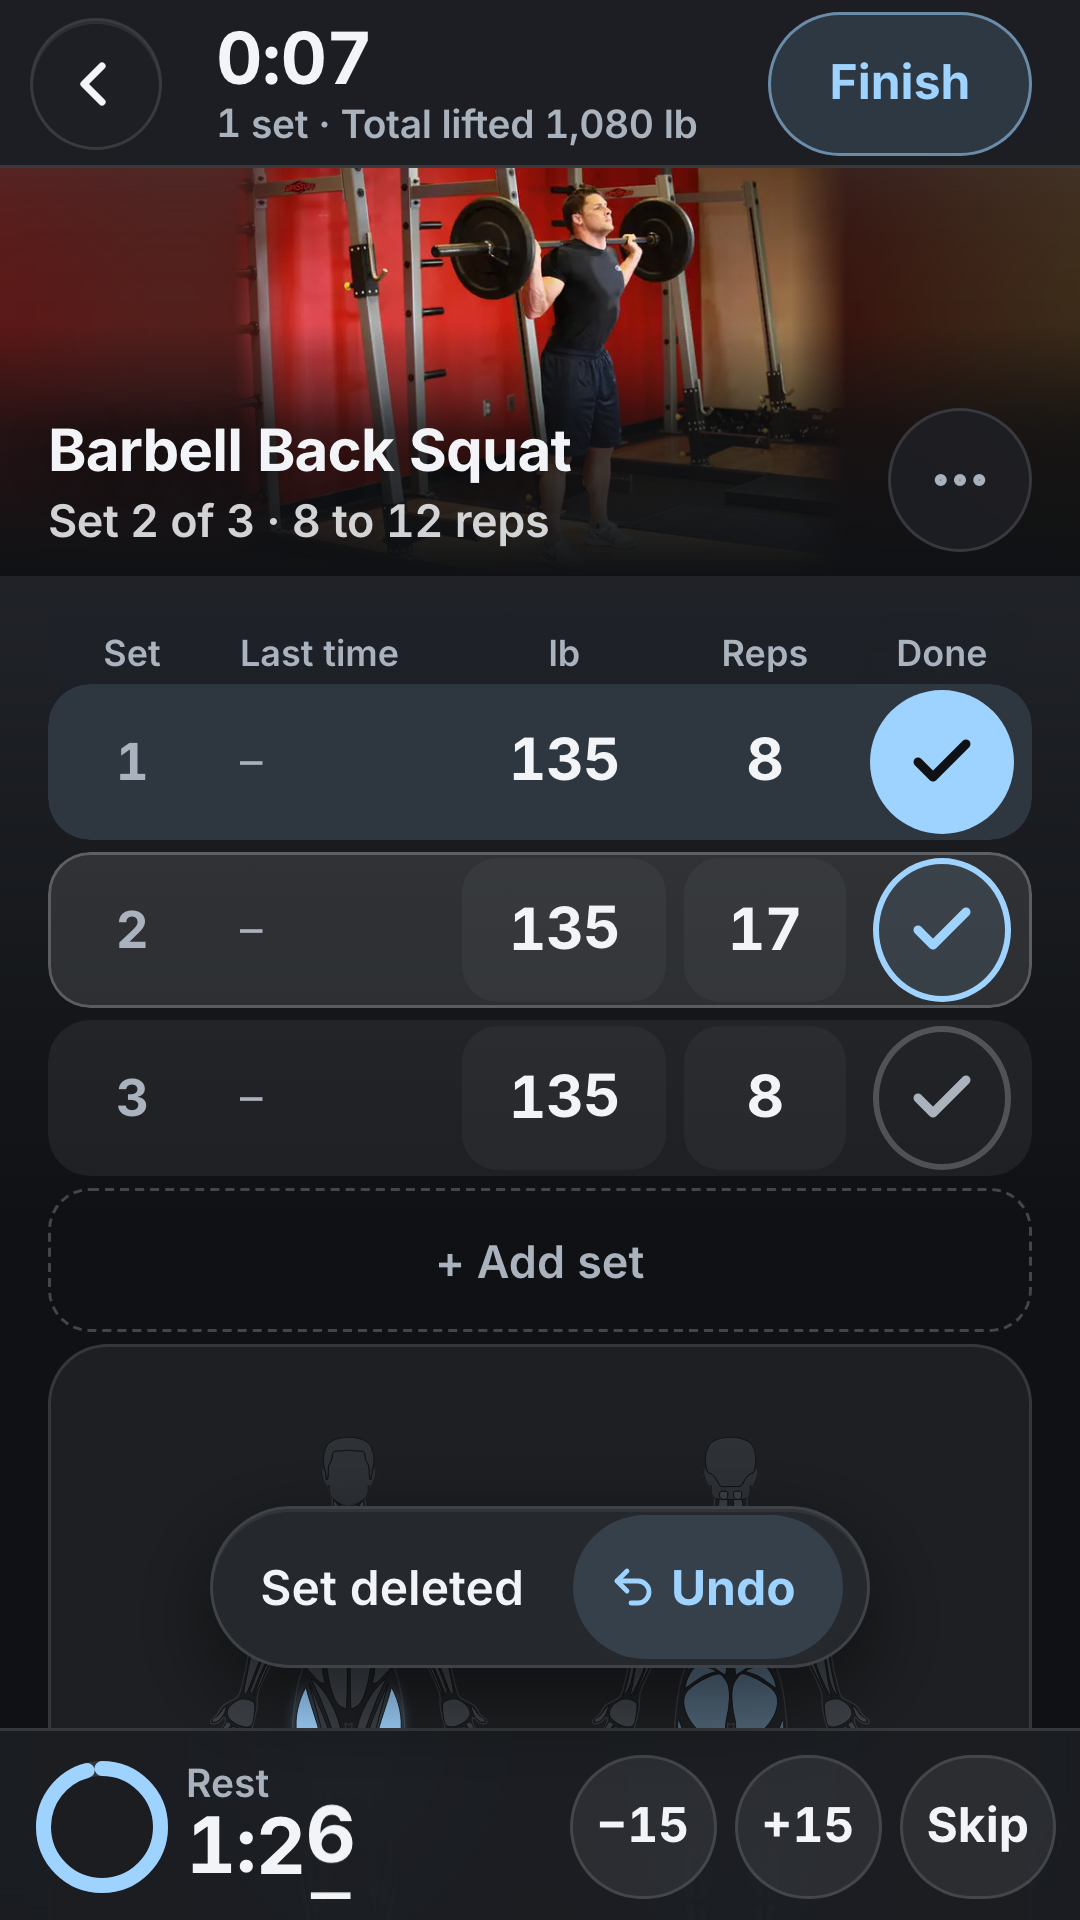 0:07
1 set · Total lifted 1,080 lb
Finish
Barbell Back Squat
Set 2 of 3 · 8 to 12 reps
Set Last time lb Reps Done
1 – 135 8
2 – 135 17
3 – 135 8
+ Add set
Set deleted Undo
Rest
1:26
−15 +15 Skip